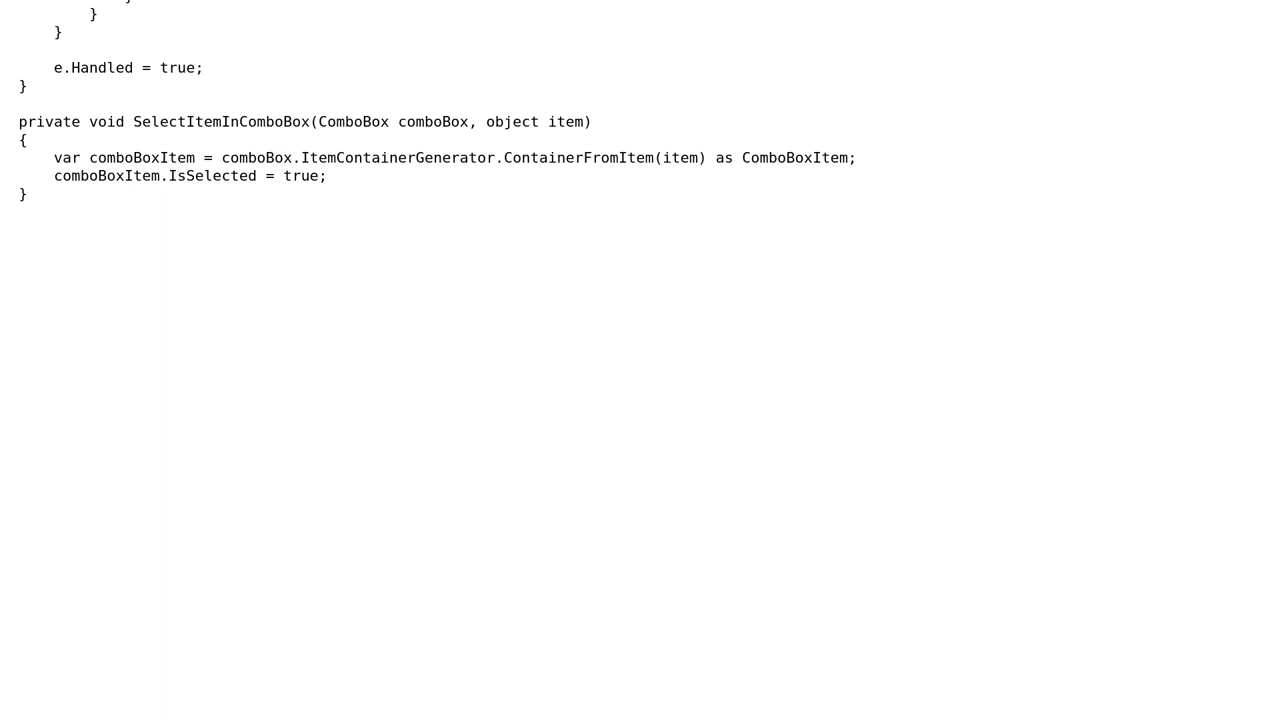 }
}
e.Handled = true;
}
private void SelectItemInComboBox(ComboBox comboBox, object item)
{
var comboBoxItem = comboBox.ItemContainerGenerator.ContainerFromItem(item) as ComboBoxItem;
comboBoxItem.IsSelected = true;
}